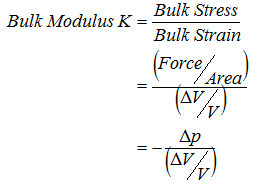 Bulk Modulus K = Bulk Stress / Bulk Strain
= (Force/Area) / (ΔV/V)
= − Δp / (ΔV/V)